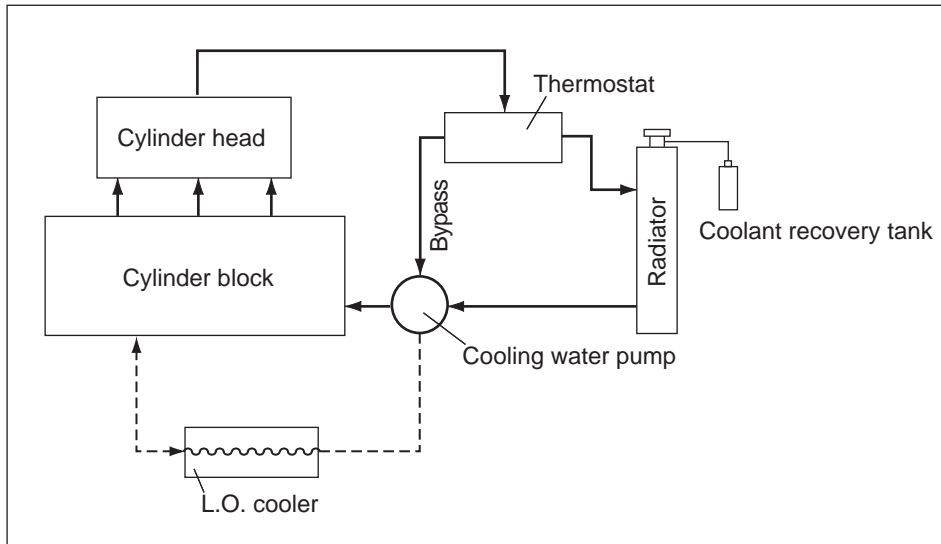 Thermostat
Cylinder head
Bypass
Radiator
Coolant recovery tank
Cylinder block
Cooling water pump
L.O. cooler